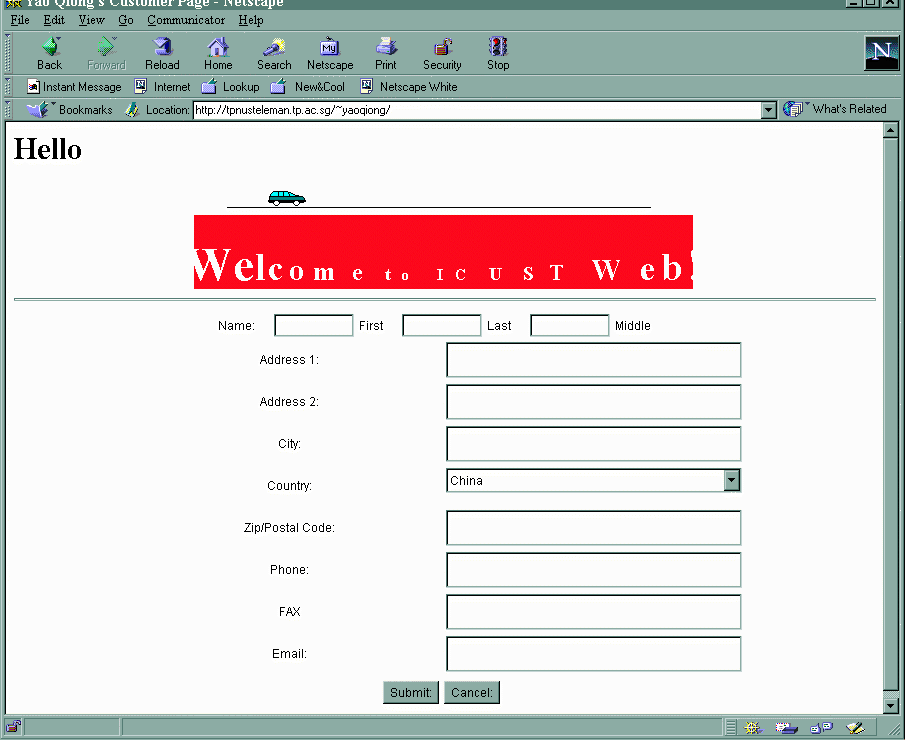 Yao Qiong's Customer Page - Netscape
File Edit View Go Communicator Help
My N
Back Forward Reload Home Search Netscape Print Security Stop
Instant Message Internet Lookup New&Cool Netscape White
Bookmarks Location: http://tpnusteleman.tp.ac.sg/~yaoqiong/ What's Related
Hello
Welcome to ICUST Web!
Name: First Last Middle
Address 1:
Address 2:
City:
Country: China
Zip/Postal Code:
Phone:
FAX
Email:
Submit: Cancel: